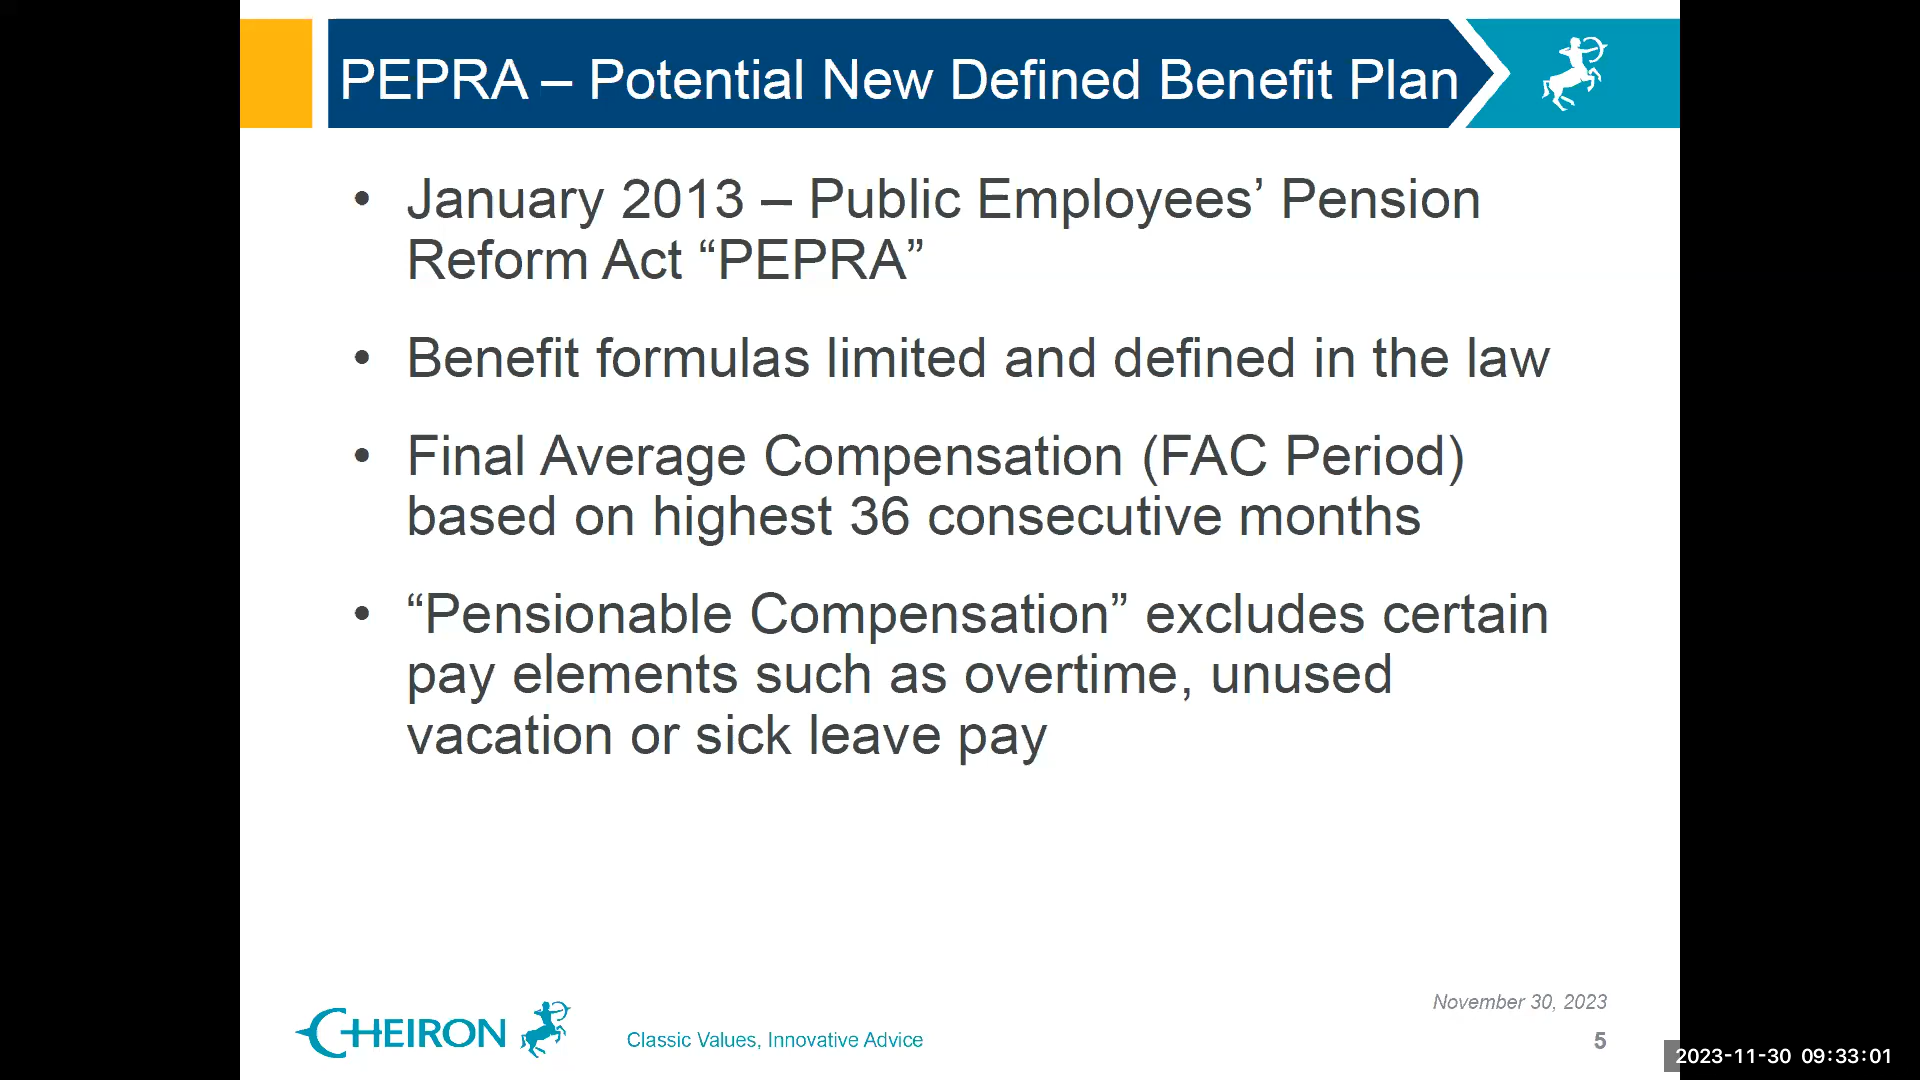 PEPRA – Potential New Defined Benefit Plan
• January 2013 – Public Employees’ Pension
Reform Act “PEPRA”
• Benefit formulas limited and defined in the law
• Final Average Compensation (FAC Period)
based on highest 36 consecutive months
• “Pensionable Compensation” excludes certain
pay elements such as overtime, unused
vacation or sick leave pay
November 30, 2023
CHEIRON
Classic Values, Innovative Advice
5
2023-11-30 09:33:01